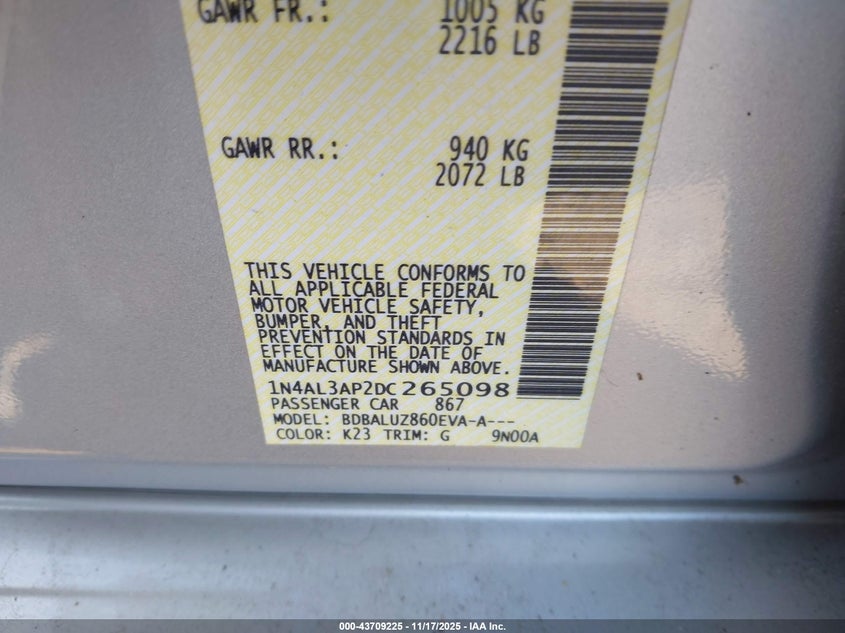 GAWR FR.: 1005 KG
2216 LB
GAWR RR.: 940 KG
2072 LB
THIS VEHICLE CONFORMS TO
ALL APPLICABLE FEDERAL
MOTOR VEHICLE SAFETY,
BUMPER, AND THEFT
PREVENTION STANDARDS IN
EFFECT ON THE DATE OF
MANUFACTURE SHOWN ABOVE.
1N4AL3AP2DC265098
PASSENGER CAR 867
MODEL: BDBALUZ860EVA-A---
COLOR: K23 TRIM: G 9N00A
000-43709225 - 11/17/2025 - IAA Inc.